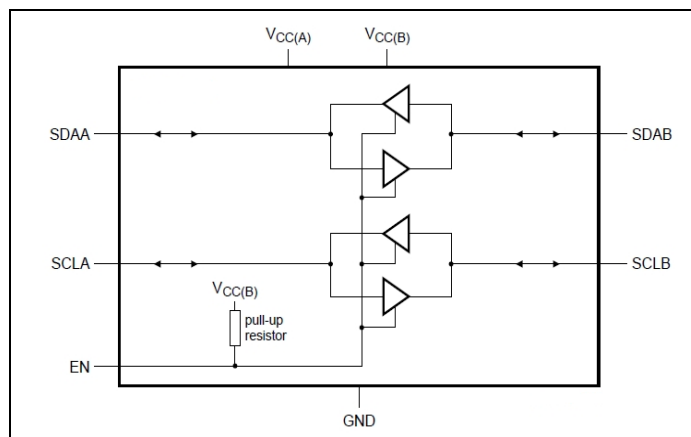 VCC(A) VCC(B)
SDAA SDAB
SCLA SCLB
VCC(B)
pull-up
resistor
EN
GND